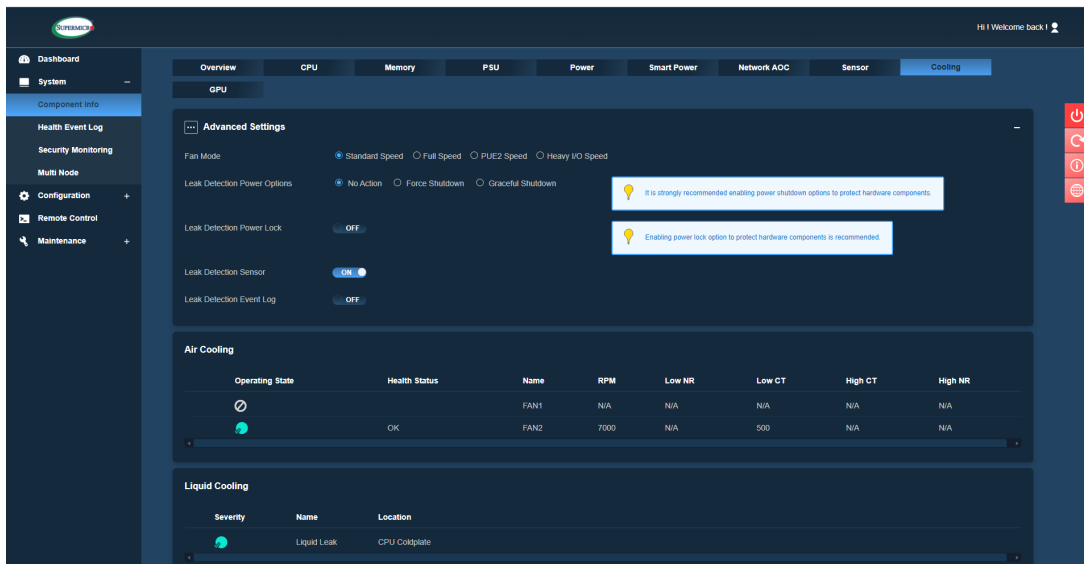 SUPERMICR
Hi ! Welcome back !
Dashboard
System
Component Info
Health Event Log
Security Monitoring
Multi Node
Configuration
Remote Control
Maintenance
Overview CPU Memory PSU Power Smart Power Network AOC Sensor Cooling
GPU
Advanced Settings
Fan Mode Standard Speed Full Speed PUE2 Speed Heavy I/O Speed
Leak Detection Power Options No Action Force Shutdown Graceful Shutdown
It is strongly recommended enabling power shutdown options to protect hardware components.
Leak Detection Power Lock OFF
Enabling power lock option to protect hardware components is recommended.
Leak Detection Sensor ON
Leak Detection Event Log OFF
Air Cooling
Operating State Health Status Name RPM Low NR Low CT High CT High NR
FAN1 N/A N/A N/A N/A N/A
OK FAN2 7000 N/A 500 N/A N/A
Liquid Cooling
Severity Name Location
Liquid Leak CPU Coldplate